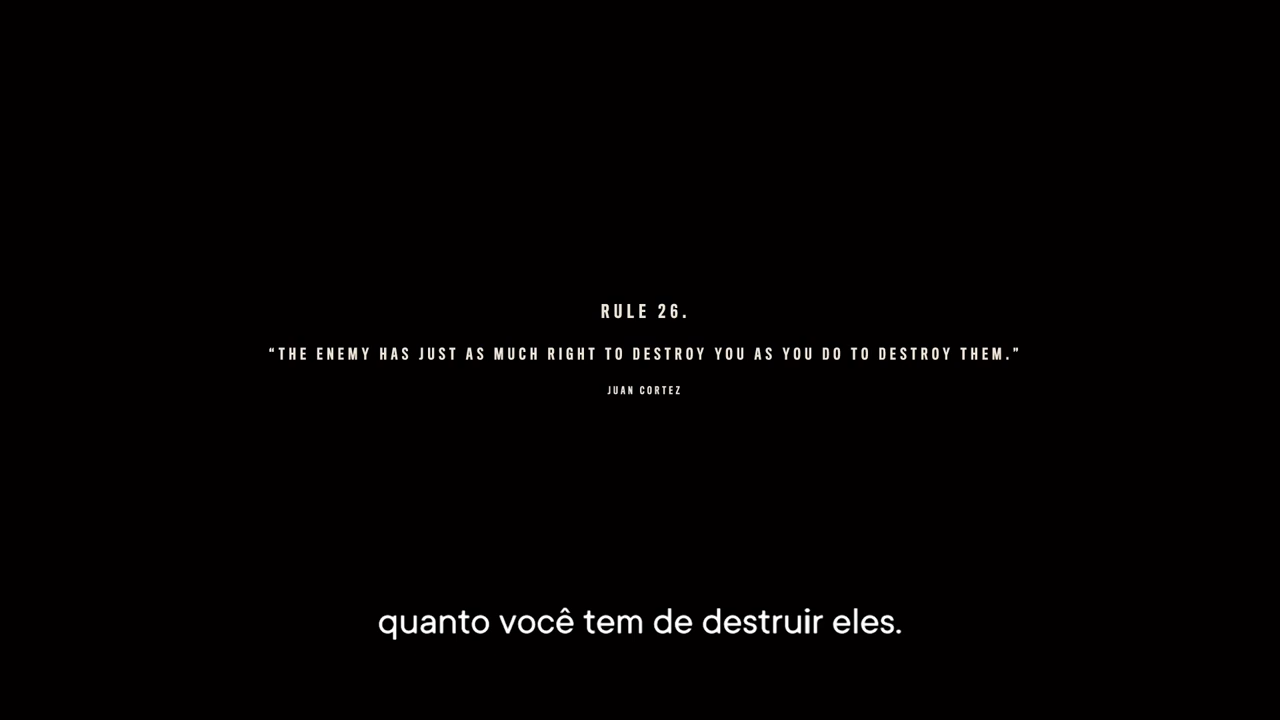 RULE 26.
“THE ENEMY HAS JUST AS MUCH RIGHT TO DESTROY YOU AS YOU DO TO DESTROY THEM.”
JUAN CORTEZ
quanto você tem de destruir eles.